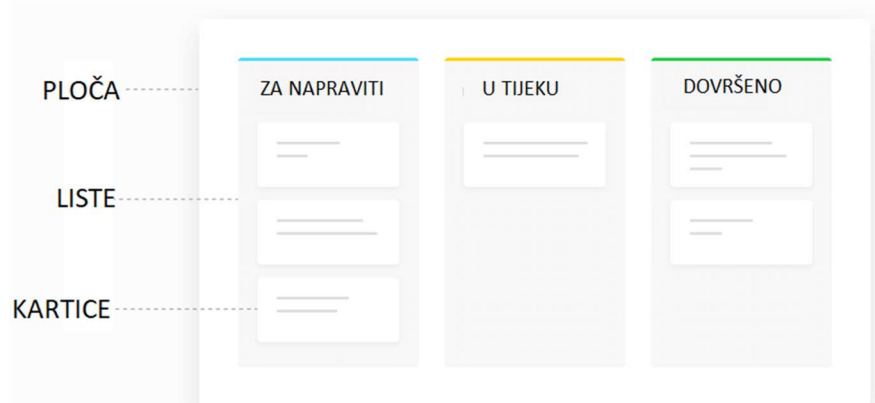 PLOČA
ZA NAPRAVITI
U TIJEKU
DOVRŠENO
LISTE
KARTICE